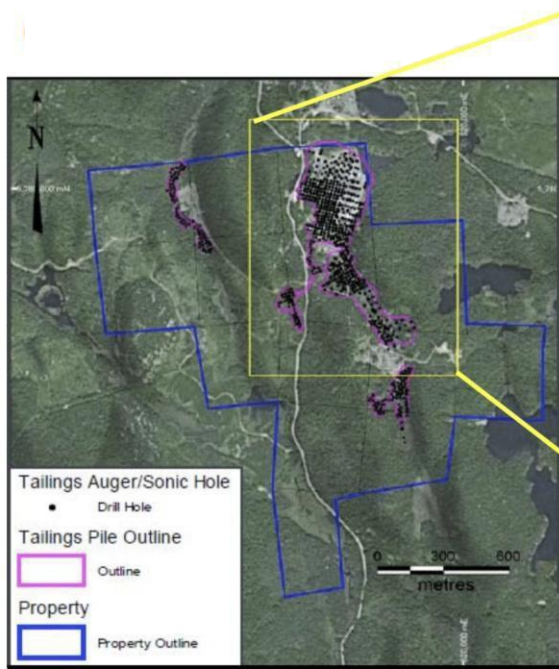 N
Tailings Auger/Sonic Hole
Drill Hole
Tailings Pile Outline
Outline
Property
Property Outline
0 300 600
metres